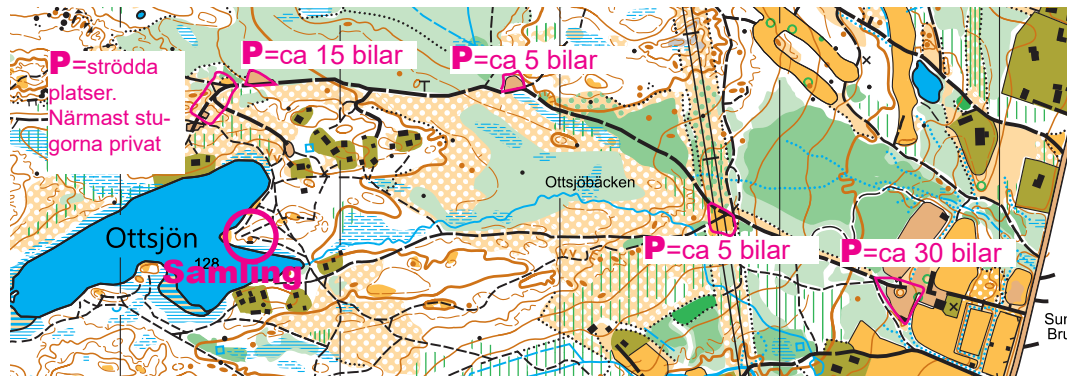 P=strödda
platser.
Närmast stu-
gorna privat
P=ca 15 bilar
P=ca 5 bilar
Ottsjöbäcken
Ottsjön
128
Samling
P=ca 5 bilar
P=ca 30 bilar
Sur
Bru